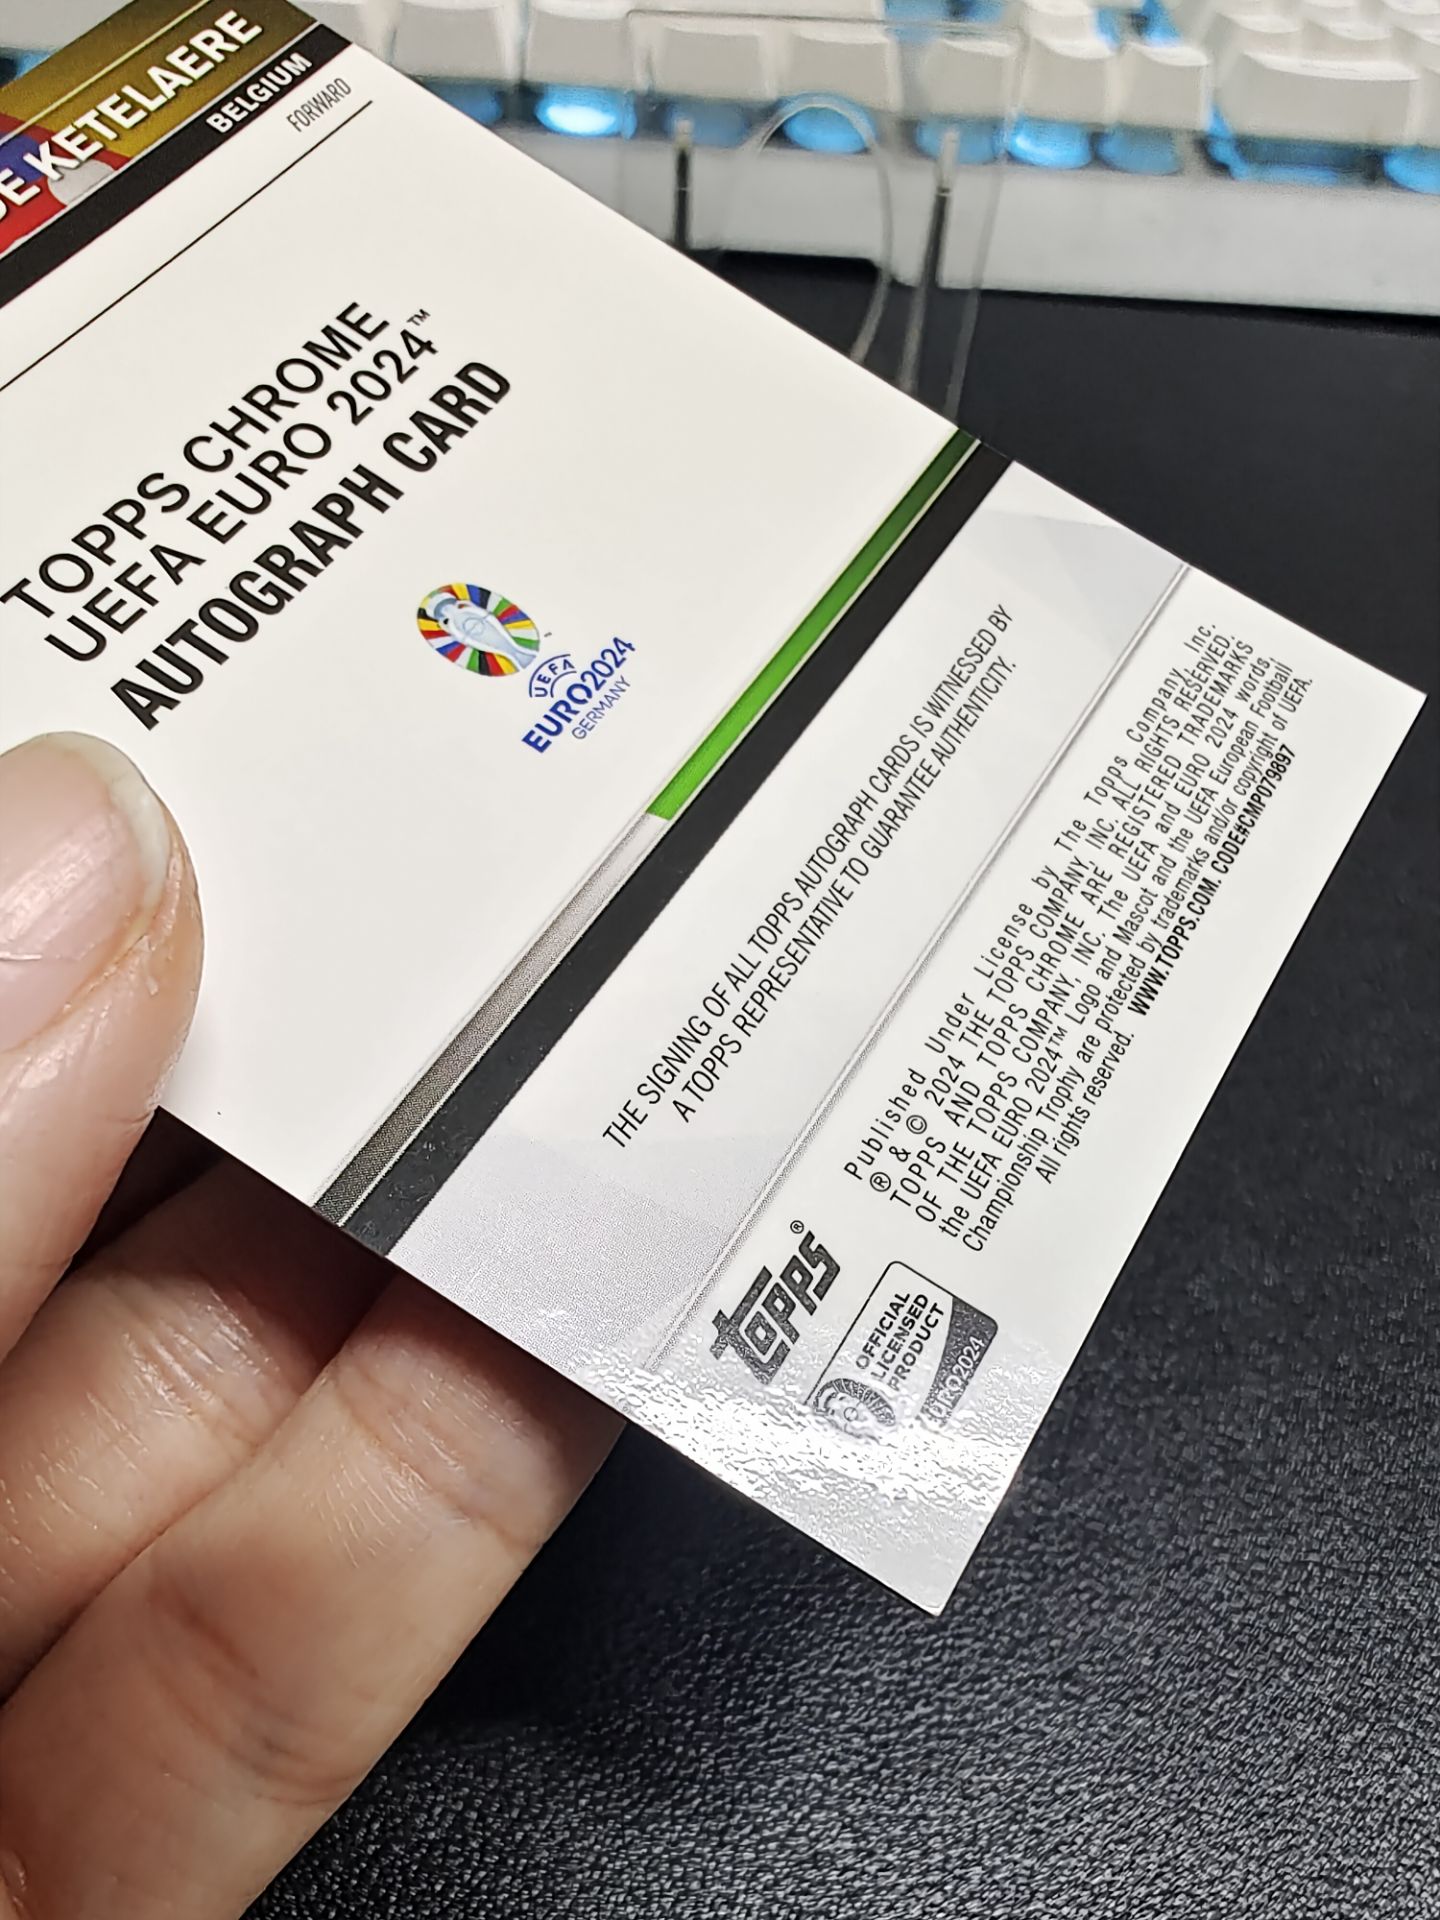 DE KETELAERE
BELGIUM
FORWARD
TOPPS CHROME
UEFA EURO 2024™
AUTOGRAPH CARD
UEFA
EURO2024
GERMANY
THE SIGNING OF ALL TOPPS AUTOGRAPH CARDS IS WITNESSED BY
A TOPPS REPRESENTATIVE TO GUARANTEE AUTHENTICITY.
topps®
OFFICIAL
LICENSED
PRODUCT
EURO2024
Published Under License by The Topps Company, Inc.
® & © 2024 THE TOPPS COMPANY, INC. ALL RIGHTS RESERVED.
TOPPS AND TOPPS CHROME ARE REGISTERED TRADEMARKS
OF THE TOPPS COMPANY, INC. The UEFA and EURO 2024 words,
the UEFA EURO 2024™ Logo and Mascot and the UEFA European Football
Championship Trophy are protected by trademarks and/or copyright of UEFA.
All rights reserved. WWW.TOPPS.COM. CODE#CMP079897